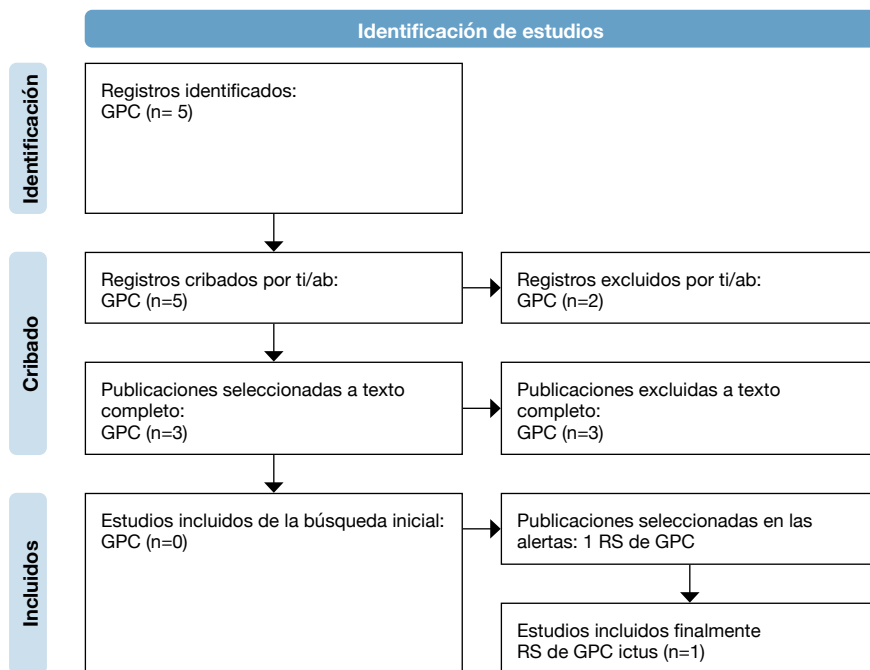 Identificación de estudios
Identificación
Registros identificados:
GPC (n= 5)
Cribado
Registros cribados por ti/ab:
GPC (n=5)
Registros excluidos por ti/ab:
GPC (n=2)
Publicaciones seleccionadas a texto
completo:
GPC (n=3)
Publicaciones excluidas a texto
completo:
GPC (n=3)
Incluidos
Estudios incluidos de la búsqueda inicial:
GPC (n=0)
Publicaciones seleccionadas en las
alertas: 1 RS de GPC
Estudios incluidos finalmente
RS de GPC ictus (n=1)